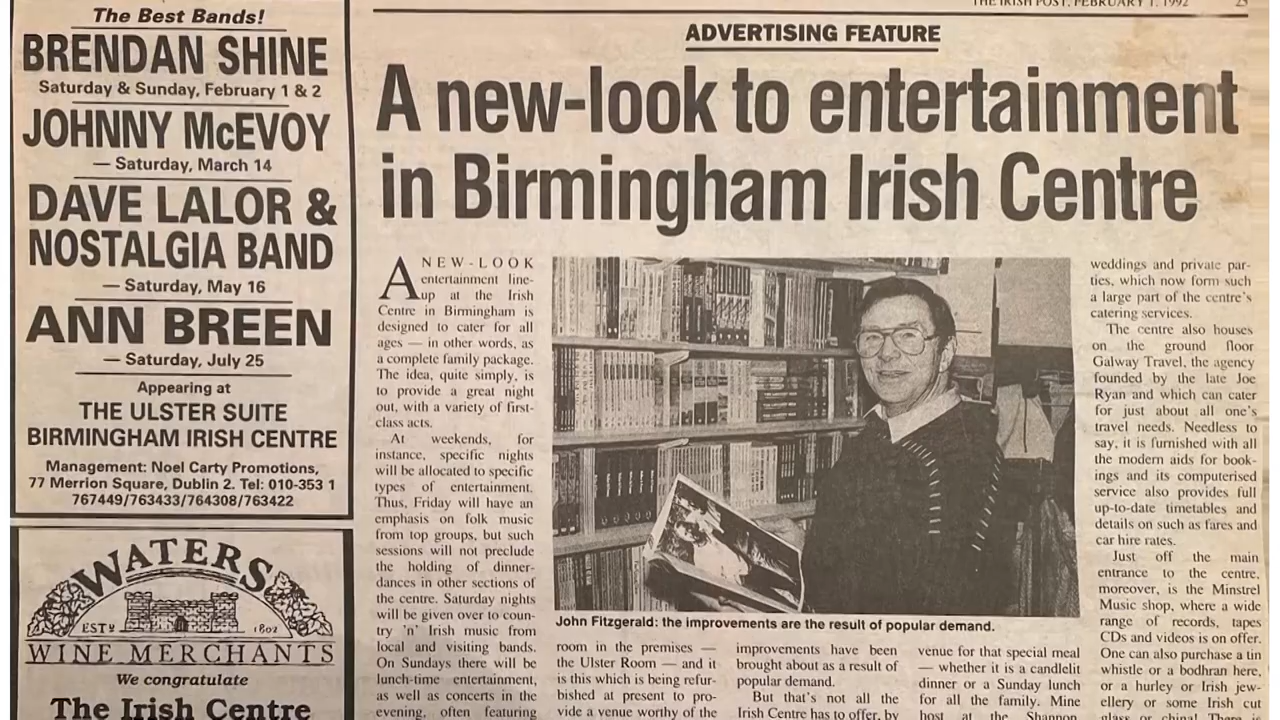 The Best Bands!
BRENDAN SHINE
Saturday & Sunday, February 1 & 2
JOHNNY McEVOY
— Saturday, March 14
DAVE LALOR &
NOSTALGIA BAND
— Saturday, May 16
ANN BREEN
— Saturday, July 25
Appearing at
THE ULSTER SUITE
BIRMINGHAM IRISH CENTRE
Management: Noel Carty Promotions,
77 Merrion Square, Dublin 2. Tel: 010-353 1
767449/763433/764308/763422
WATERS
ESTD 1802
WINE MERCHANTS
We congratulate
The Irish Centre
THE IRISH POST, FEBRUARY 1, 1992 25
ADVERTISING FEATURE
A new-look to entertainment
in Birmingham Irish Centre
A NEW-LOOK
entertainment line-
up at the Irish
Centre in Birmingham is
designed to cater for all
ages — in other words, as
a complete family package.
The idea, quite simply, is
to provide a great night
out, with a variety of first-
class acts.
At weekends, for
instance, specific nights
will be allocated to specific
types of entertainment.
Thus, Friday will have an
emphasis on folk music
from top groups, but such
sessions will not preclude
the holding of dinner-
dances in other sections of
the centre. Saturday nights
will be given over to coun-
try 'n' Irish music from
local and visiting bands.
On Sundays there will be
lunch-time entertainment,
as well as concerts in the
evening, often featuring
John Fitzgerald: the improvements are the result of popular demand.
room in the premises —
the Ulster Room — and it
is this which is being refur-
bished at present to pro-
vide a venue worthy of the
improvements have been
brought about as a result of
popular demand.
But that's not all the
Irish Centre has to offer, by
venue for that special meal
— whether it is a candlelit
dinner or a Sunday lunch
for all the family. Mine
host at the Shannon
weddings and private par-
ties, which now form such
a large part of the centre's
catering services.
The centre also houses
on the ground floor
Galway Travel, the agency
founded by the late Joe
Ryan and which can cater
for just about all one's
travel needs. Needless to
say, it is furnished with all
the modern aids for book-
ings and its computerised
service also provides full
up-to-date timetables and
details on such as fares and
car hire rates.
Just off the main
entrance to the centre,
moreover, is the Minstrel
Music shop, where a wide
range of records, tapes
CDs and videos is on offer.
One can also purchase a tin
whistle or a bodhran here,
or a hurley or Irish jew-
ellery or some Irish cut
glass or china. There is